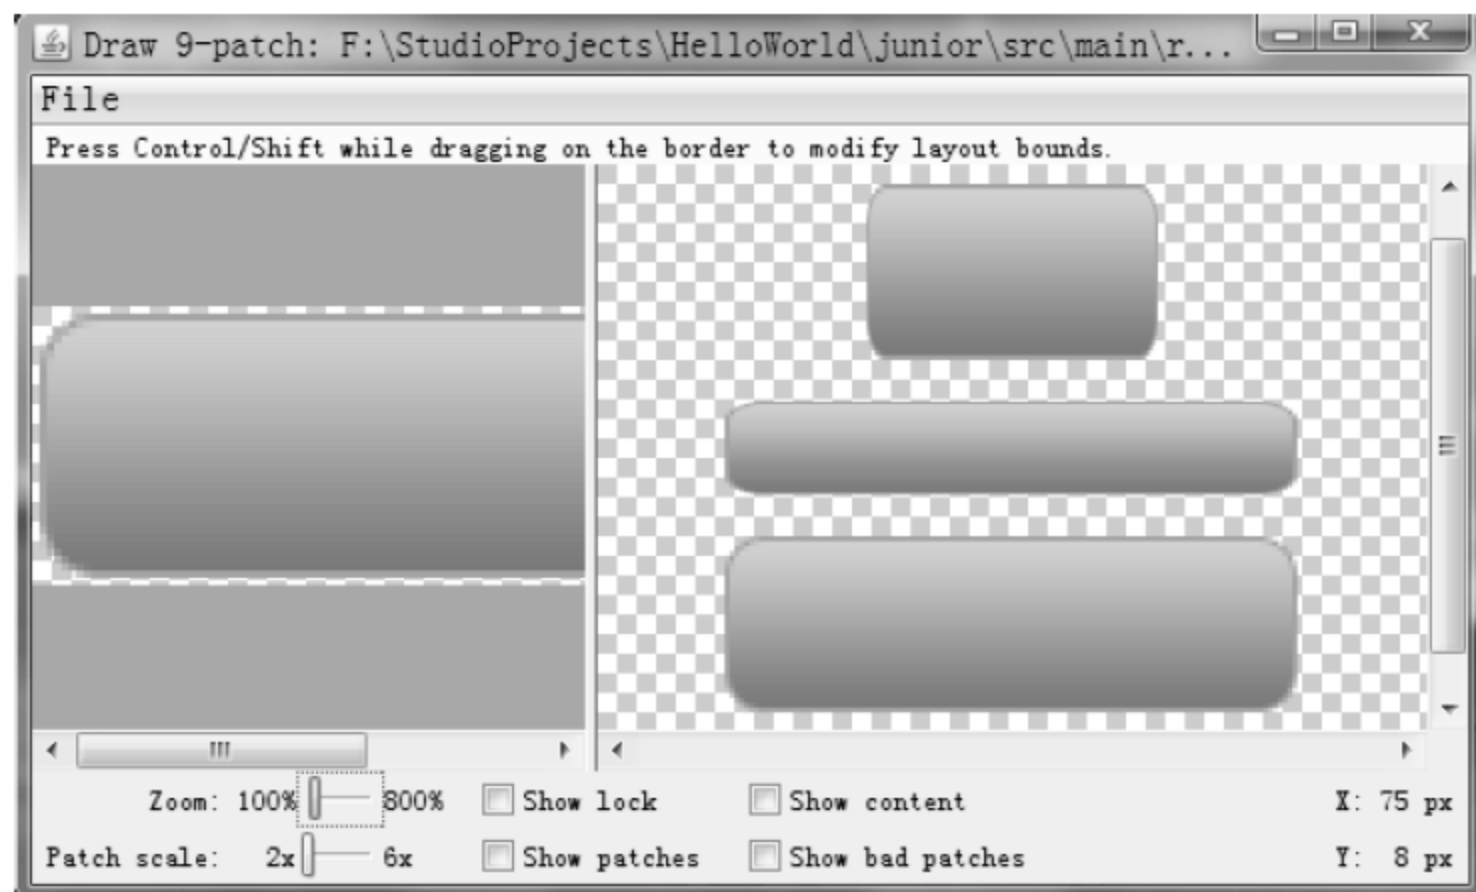 Draw 9-patch: F:\StudioProjects\HelloWorld\junior\src\main\r...
File
Press Control/Shift while dragging on the border to modify layout bounds.
Zoom: 100% 800% Show lock Show content X: 75 px
Patch scale: 2x 6x Show patches Show bad patches Y: 8 px